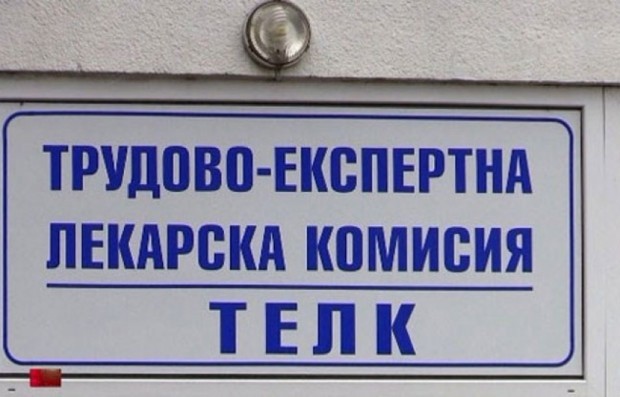 ТРУДОВО-ЕКСПЕРТНА
ЛЕКАРСКА КОМИСИЯ
ТЕЛК